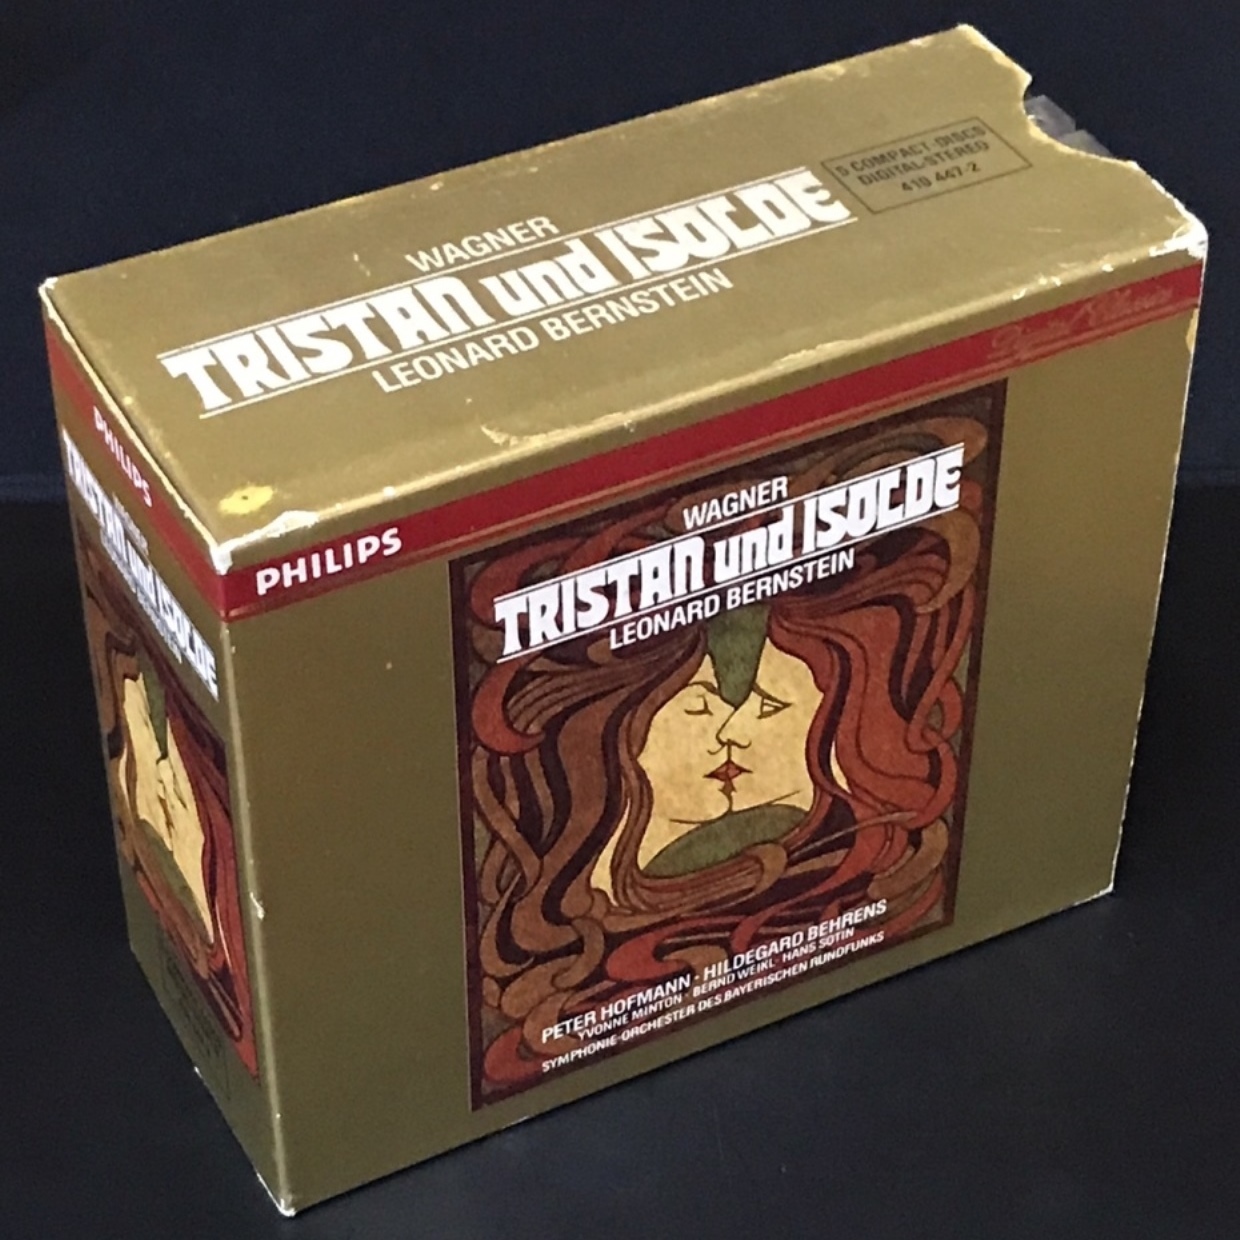 WAGNER
TRISTAN und ISOLDE
LEONARD BERNSTEIN
5 COMPACT-DISCS
DIGITAL-STEREO
410 447-2
PHILIPS
TRISTAN und ISOLDE
PHILIPS
WAGNER
TRISTAN und ISOLDE
LEONARD BERNSTEIN
PETER HOFMANN · HILDEGARD BEHRENS
YVONNE MINTON · BERND WEIKL · HANS SOTIN
SYMPHONIE-ORCHESTER DES BAYERISCHEN RUNDFUNKS